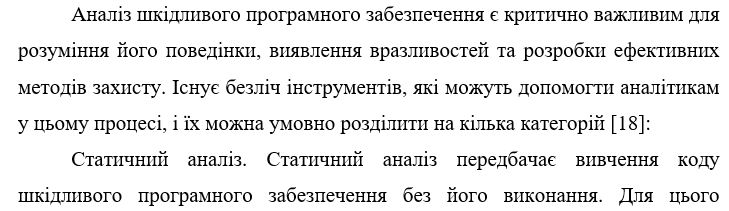 Аналіз шкідливого програмного забезпечення є критично важливим для
розуміння його поведінки, виявлення вразливостей та розробки ефективних
методів захисту. Існує безліч інструментів, які можуть допомогти аналітикам
у цьому процесі, і їх можна умовно розділити на кілька категорій [18]:
Статичний аналіз. Статичний аналіз передбачає вивчення коду
шкідливого програмного забезпечення без його виконання. Для цього